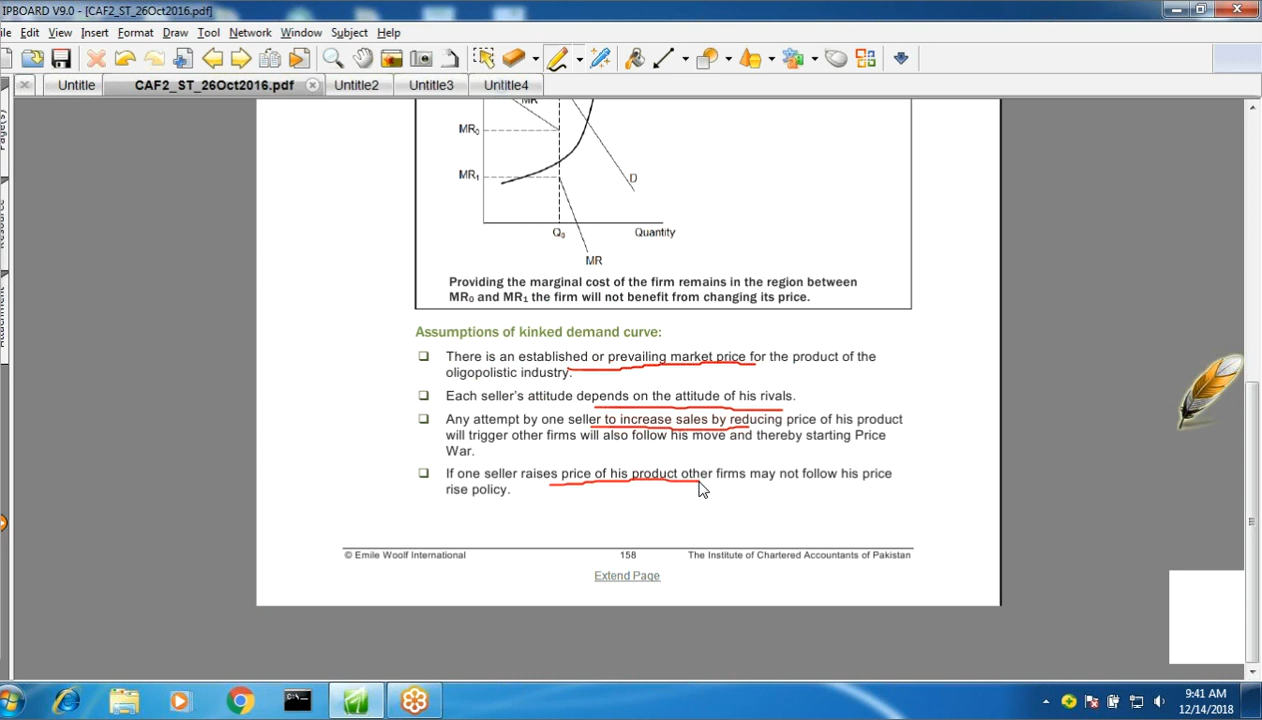 IPBOARD V9.0 - [CAF2_ST_26Oct2016.pdf]
ile Edit View Insert Format Draw Tool Network Window Subject Help
Untitle CAF2_ST_26Oct2016.pdf Untitle2 Untitle3 Untitle4
Page(s)
Resource
Attachment
MR
MR0
MR1
D
Q0 Quantity
MR
Providing the marginal cost of the firm remains in the region between
MR0 and MR1 the firm will not benefit from changing its price.
Assumptions of kinked demand curve:
❑ There is an established or prevailing market price for the product of the
oligopolistic industry.
❑ Each seller's attitude depends on the attitude of his rivals.
❑ Any attempt by one seller to increase sales by reducing price of his product
will trigger other firms will also follow his move and thereby starting Price
War.
❑ If one seller raises price of his product other firms may not follow his price
rise policy.
© Emile Woolf International 158 The Institute of Chartered Accountants of Pakistan
Extend Page
9:41 AM
12/14/2018